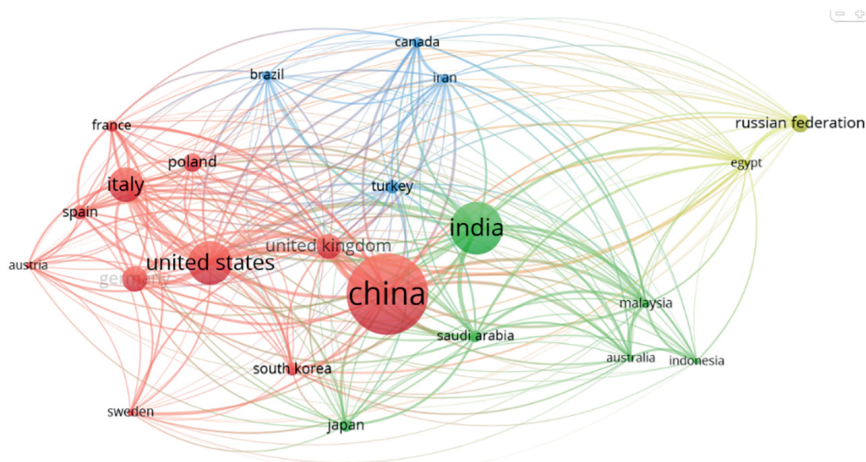 canada
brazil
iran
france
russian federation
poland
egypt
italy
turkey
spain
india
united kingdom
austria
united states
germany
china
malaysia
saudi arabia
australia
indonesia
south korea
sweden
japan